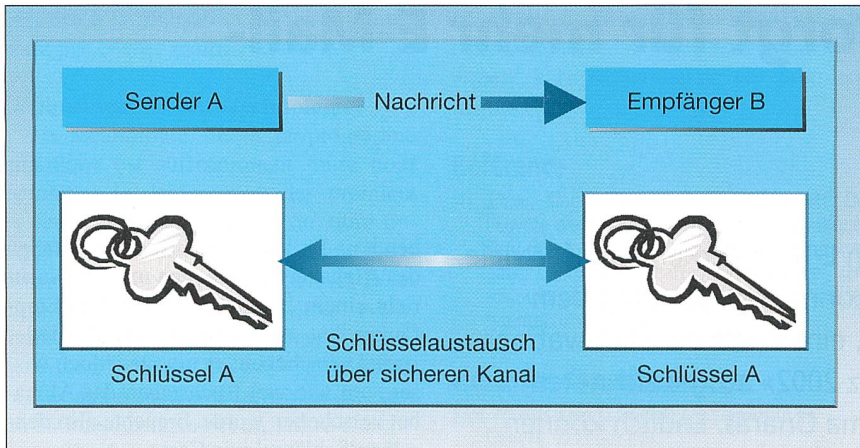 Sender A
Nachricht
Empfänger B
Schlüsselaustausch
über sicheren Kanal
Schlüssel A
Schlüssel A